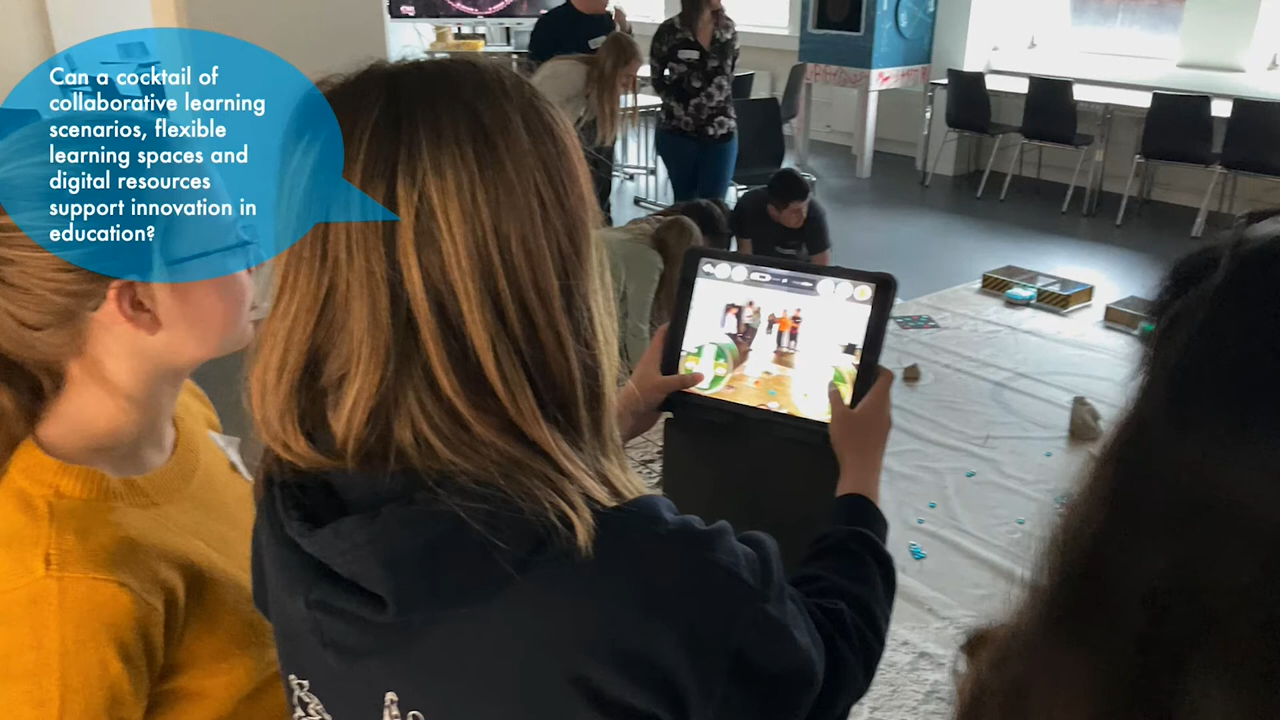 Can a cocktail of
collaborative learning
scenarios, flexible
learning spaces and
digital resources
support innovation in
education?